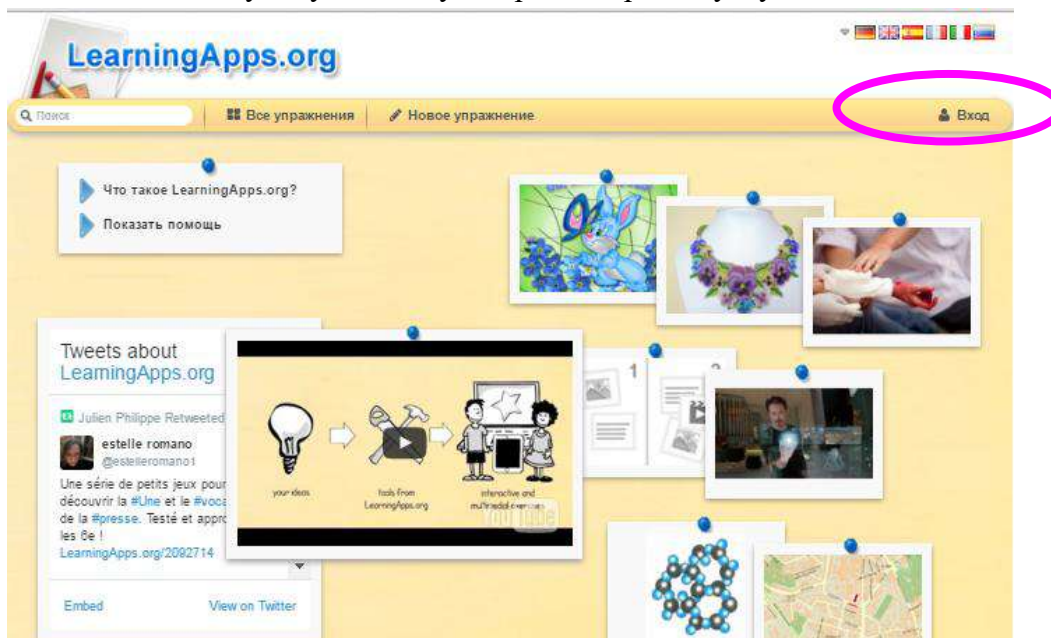 LearningApps.org
Поиск
Все упражнения
Новое упражнение
Вход
Что такое LearningApps.org?
Показать помощь
Tweets about
LearningApps.org
Julien Philippe Retweeted
estelle romano
@estelleromano1
Une série de petits jeux pour
découvrir la #Une et le #voca
de la #presse. Testé et appro
les 6e !
LearningApps.org/2092714
Embed
View on Twitter
your ideas
tools from
LearningApps.org
interactive and
multimedial exercises
YouTube
1